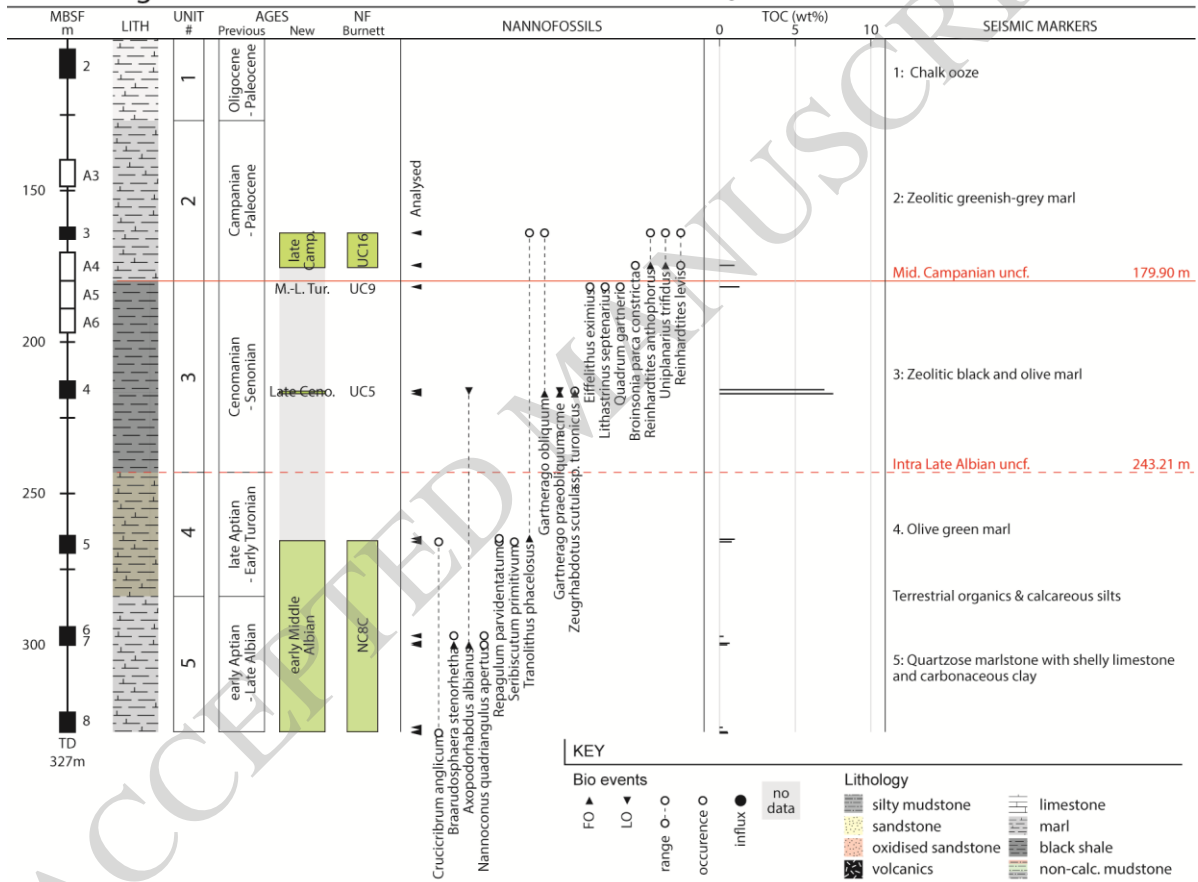 MBSF
m
LITH
UNIT
#
AGES
Previous
New
NF
Burnett
NANNOFOSSILS
TOC (wt%)
0
5
10
SEISMIC MARKERS
2
A3
150
3
A4
A5
A6
200
4
250
5
6
7
300
8
TD
327m
1
2
3
4
5
Oligocene
- Paleocene
Campanian
- Paleocene
Cenomanian
- Senonian
late Aptian
- Early Turonian
early Aptian
- Late Albian
late
Camp.
M.-L. Tur.
Late Ceno.
early Middle
Albian
UC16
UC9
UC5
NC8C
Analysed
Crucicribrum anglicum
Braarudosphaera stenorhetha
Axopodorhabdus albianus
Nannoconus quadriangulus apertus
Repagulum parvidentatum
Seribiscutum primitivum
Tranolithus phacelosus
Gartnerago obliquum
Gartnerago praeobliquum acme
Zeugrhabdotus scutula ssp. turonicus
Eiffelithus eximius
Lithastrinus septenarius
Quadrum gartneri
Broinsonia parca constricta
Reinhardtites anthophorus
Uniplanarius trifidus
Reinhardtites levis
1: Chalk ooze
2: Zeolitic greenish-grey marl
Mid. Campanian uncf. 179.90 m
3: Zeolitic black and olive marl
Intra Late Albian uncf. 243.21 m
4. Olive green marl
Terrestrial organics & calcareous silts
5: Quartzose marlstone with shelly limestone
and carbonaceous clay
KEY
Bio events
FO
LO
range
occurence
influx
no
data
Lithology
silty mudstone
sandstone
oxidised sandstone
volcanics
limestone
marl
black shale
non-calc. mudstone
ACCEPTED MANUSCRI